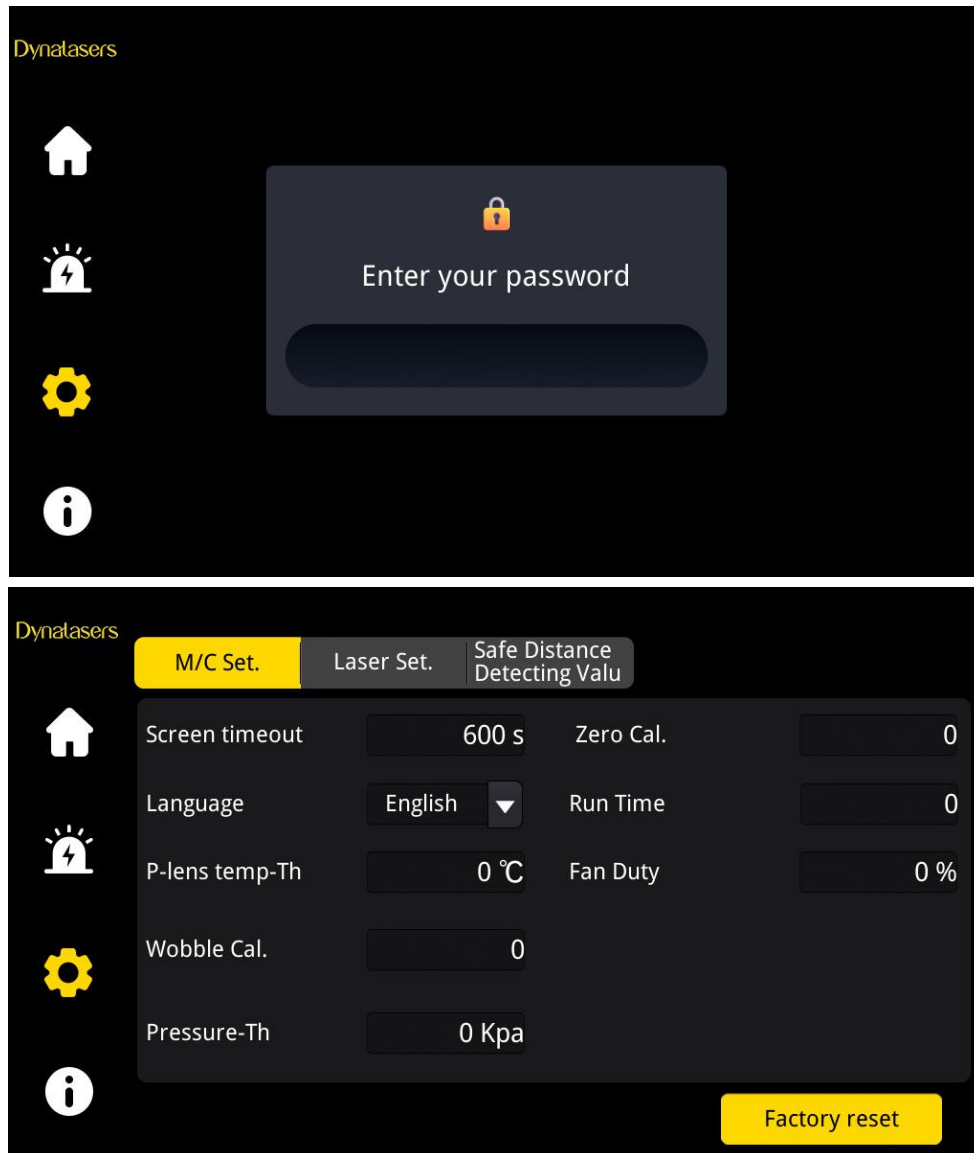 Dynalasers
Enter your password
Dynalasers
M/C Set.
Laser Set.
Safe Distance
Detecting Valu
Screen timeout 600 s Zero Cal. 0
Language English Run Time 0
P-lens temp-Th 0 ℃ Fan Duty 0 %
Wobble Cal. 0
Pressure-Th 0 Kpa
Factory reset